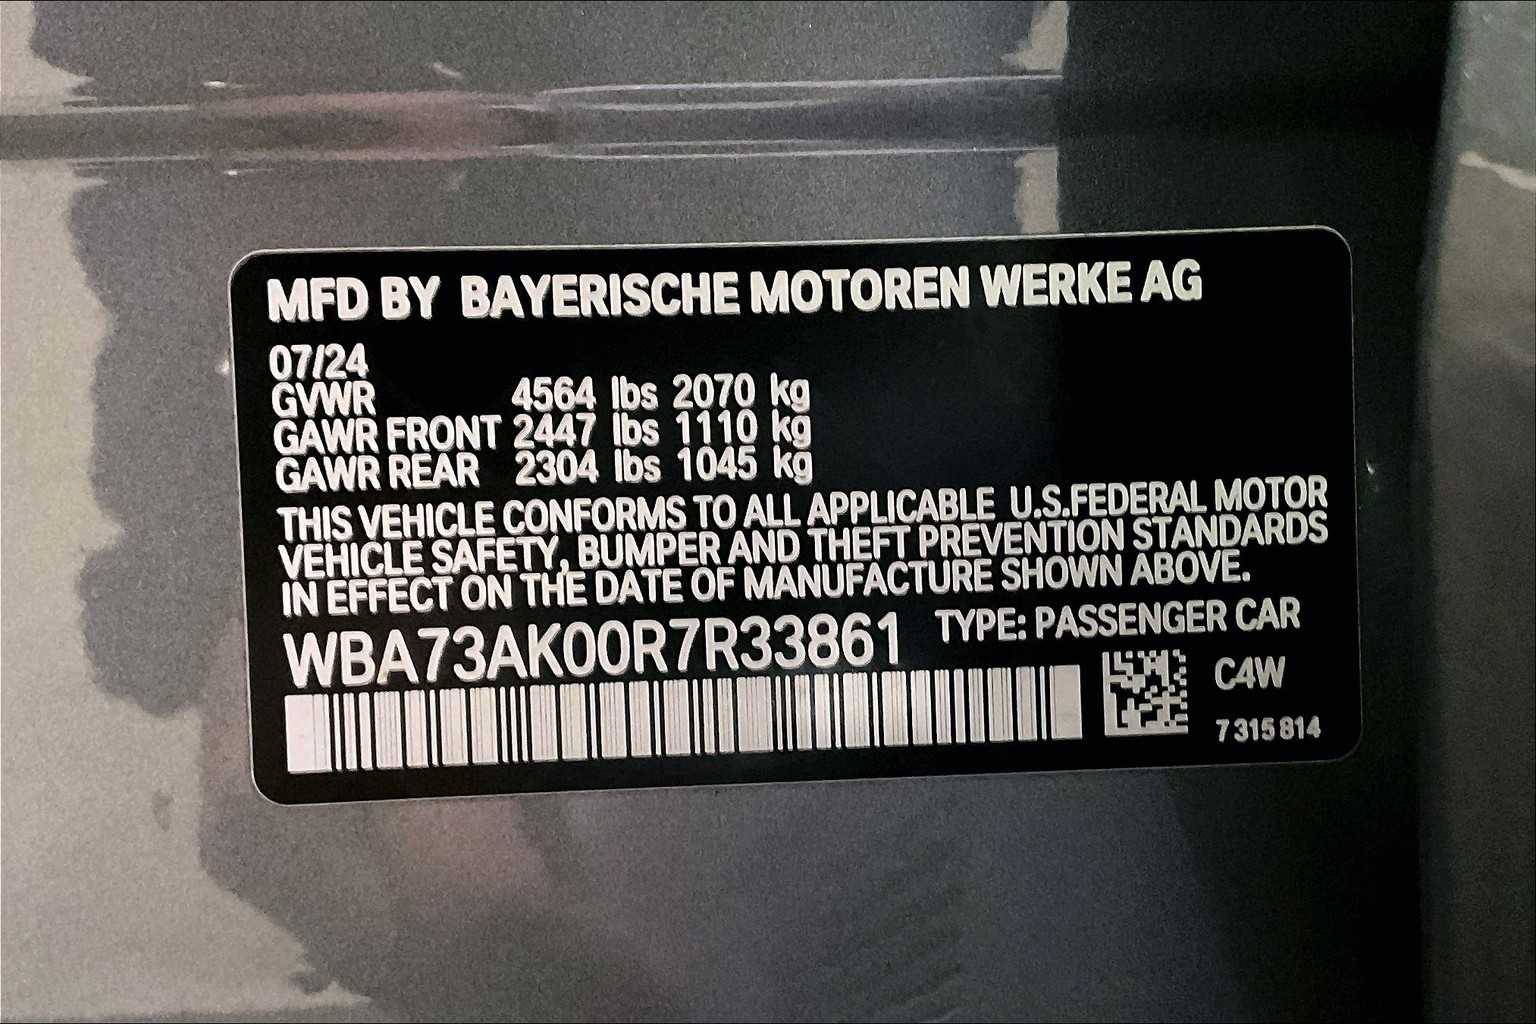 MFD BY BAYERISCHE MOTOREN WERKE AG
07/24
GVWR 4564 lbs 2070 kg
GAWR FRONT 2447 lbs 1110 kg
GAWR REAR 2304 lbs 1045 kg
THIS VEHICLE CONFORMS TO ALL APPLICABLE U.S.FEDERAL MOTOR
VEHICLE SAFETY, BUMPER AND THEFT PREVENTION STANDARDS
IN EFFECT ON THE DATE OF MANUFACTURE SHOWN ABOVE.
WBA73AK00R7R33861 TYPE: PASSENGER CAR
C4W
7 315 814